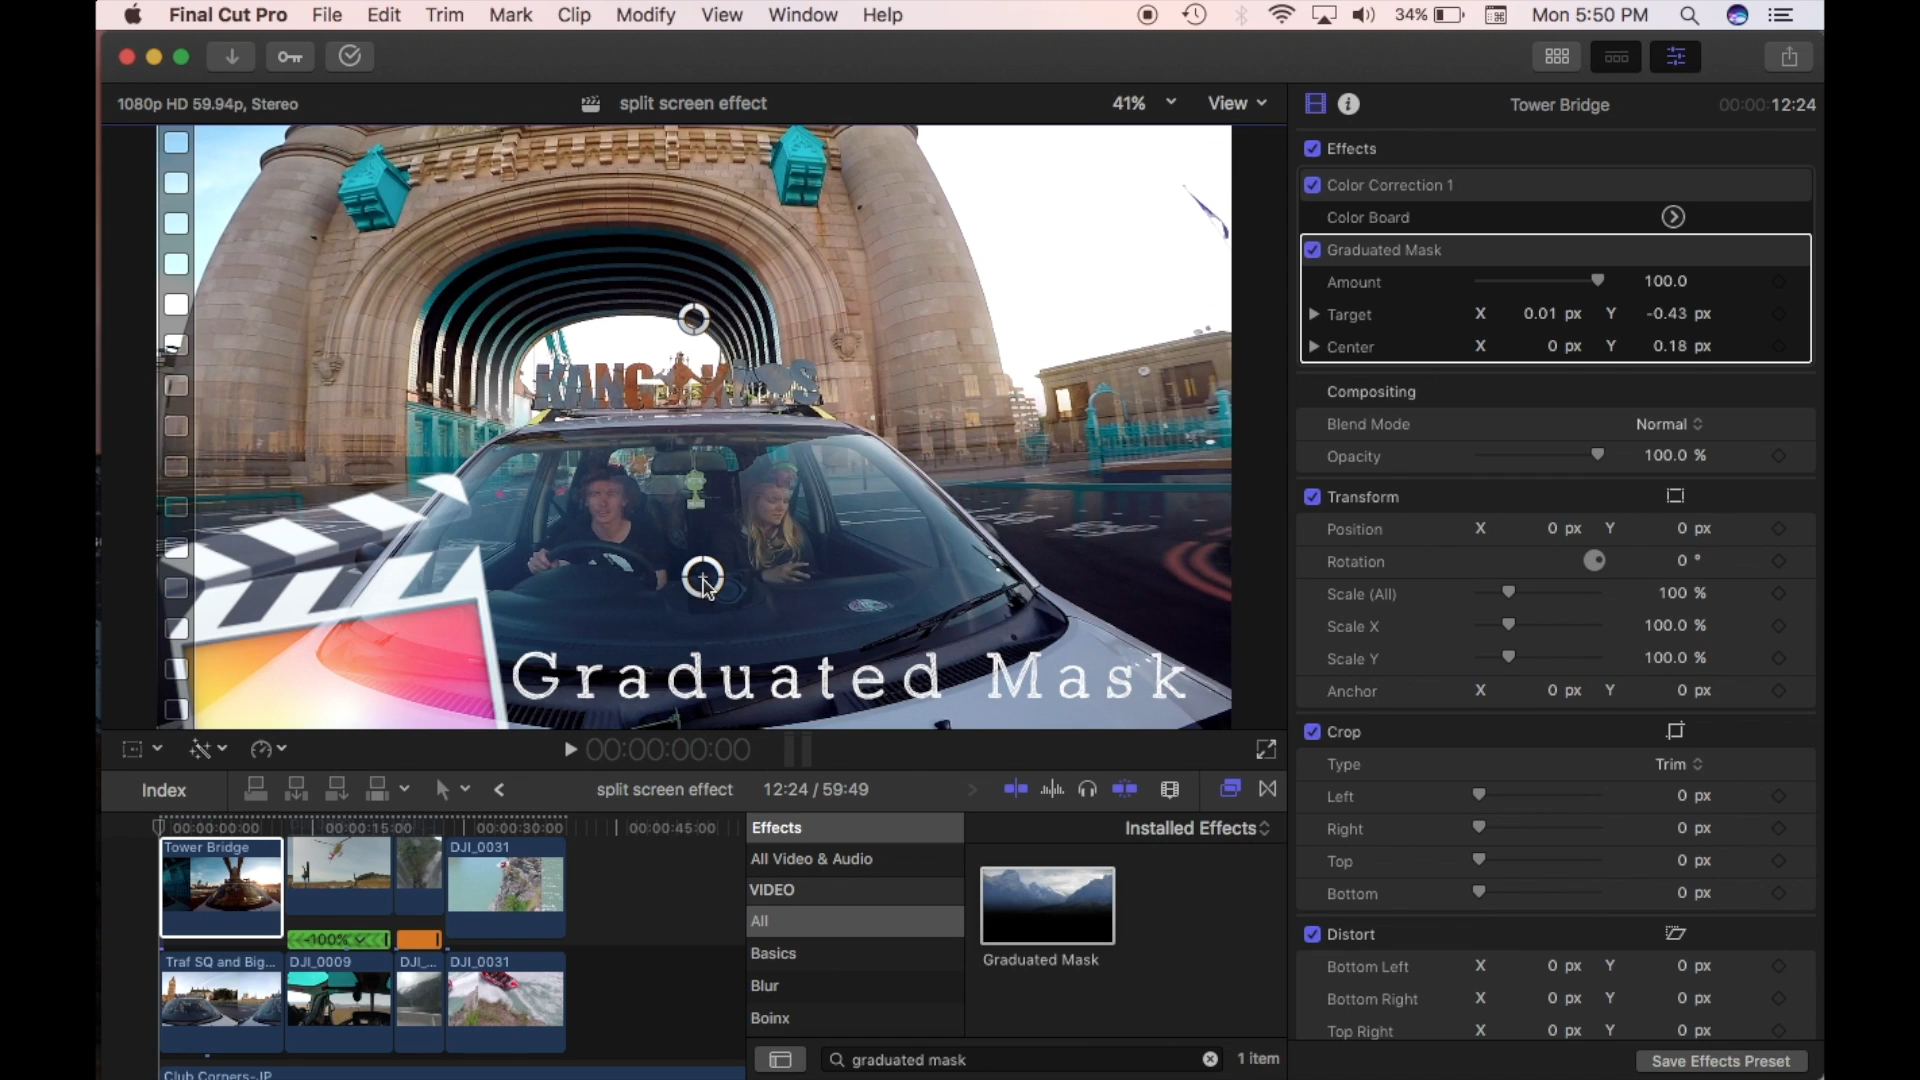 Final Cut Pro File Edit Trim Mark Clip Modify View Window Help 34% Mon 5:50 PM
1080p HD 59.94p, Stereo split screen effect 41% View Tower Bridge 00:00:12:24
Effects
Color Correction 1
Color Board
Graduated Mask
Amount 100.0
Target X 0.01 px Y -0.43 px
Center X 0 px Y 0.18 px
Compositing
Blend Mode Normal
Opacity 100.0 %
Transform
Position X 0 px Y 0 px
Rotation 0 °
Scale (All) 100 %
Scale X 100.0 %
Scale Y 100.0 %
Anchor X 0 px Y 0 px
Crop
Type Trim
Left 0 px
Right 0 px
Top 0 px
Bottom 0 px
Distort
Bottom Left X 0 px Y 0 px
Bottom Right X 0 px Y 0 px
Top Right X 0 px Y 0 px
Save Effects Preset
Graduated Mask
00:00:00:00
Index split screen effect 12:24 / 59:49
00:00:00:00 00:00:15:00 00:00:30:00 00:00:45:00
Tower Bridge DJI_0031
-100%
Traf SQ and Big... DJI_0009 DJI_... DJI_0031
Club Corners-JP
Effects Installed Effects
All Video & Audio
VIDEO
All
Basics
Blur
Boinx
Graduated Mask
graduated mask 1 item